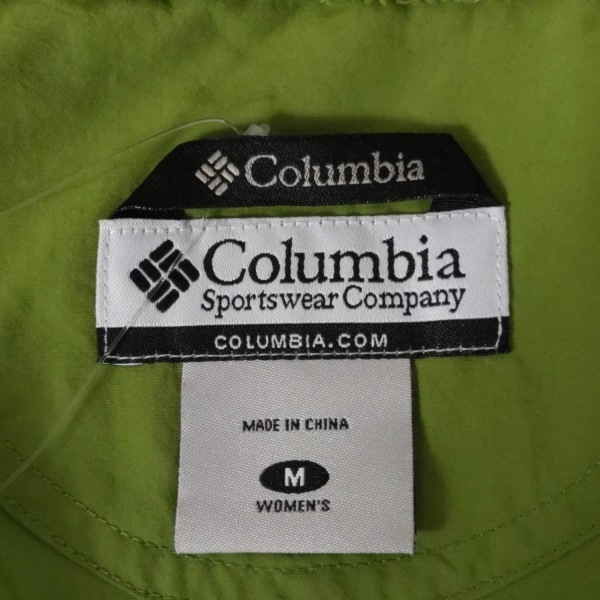 Columbia
Columbia
Sportswear Company
COLUMBIA.COM
MADE IN CHINA
M
WOMEN'S